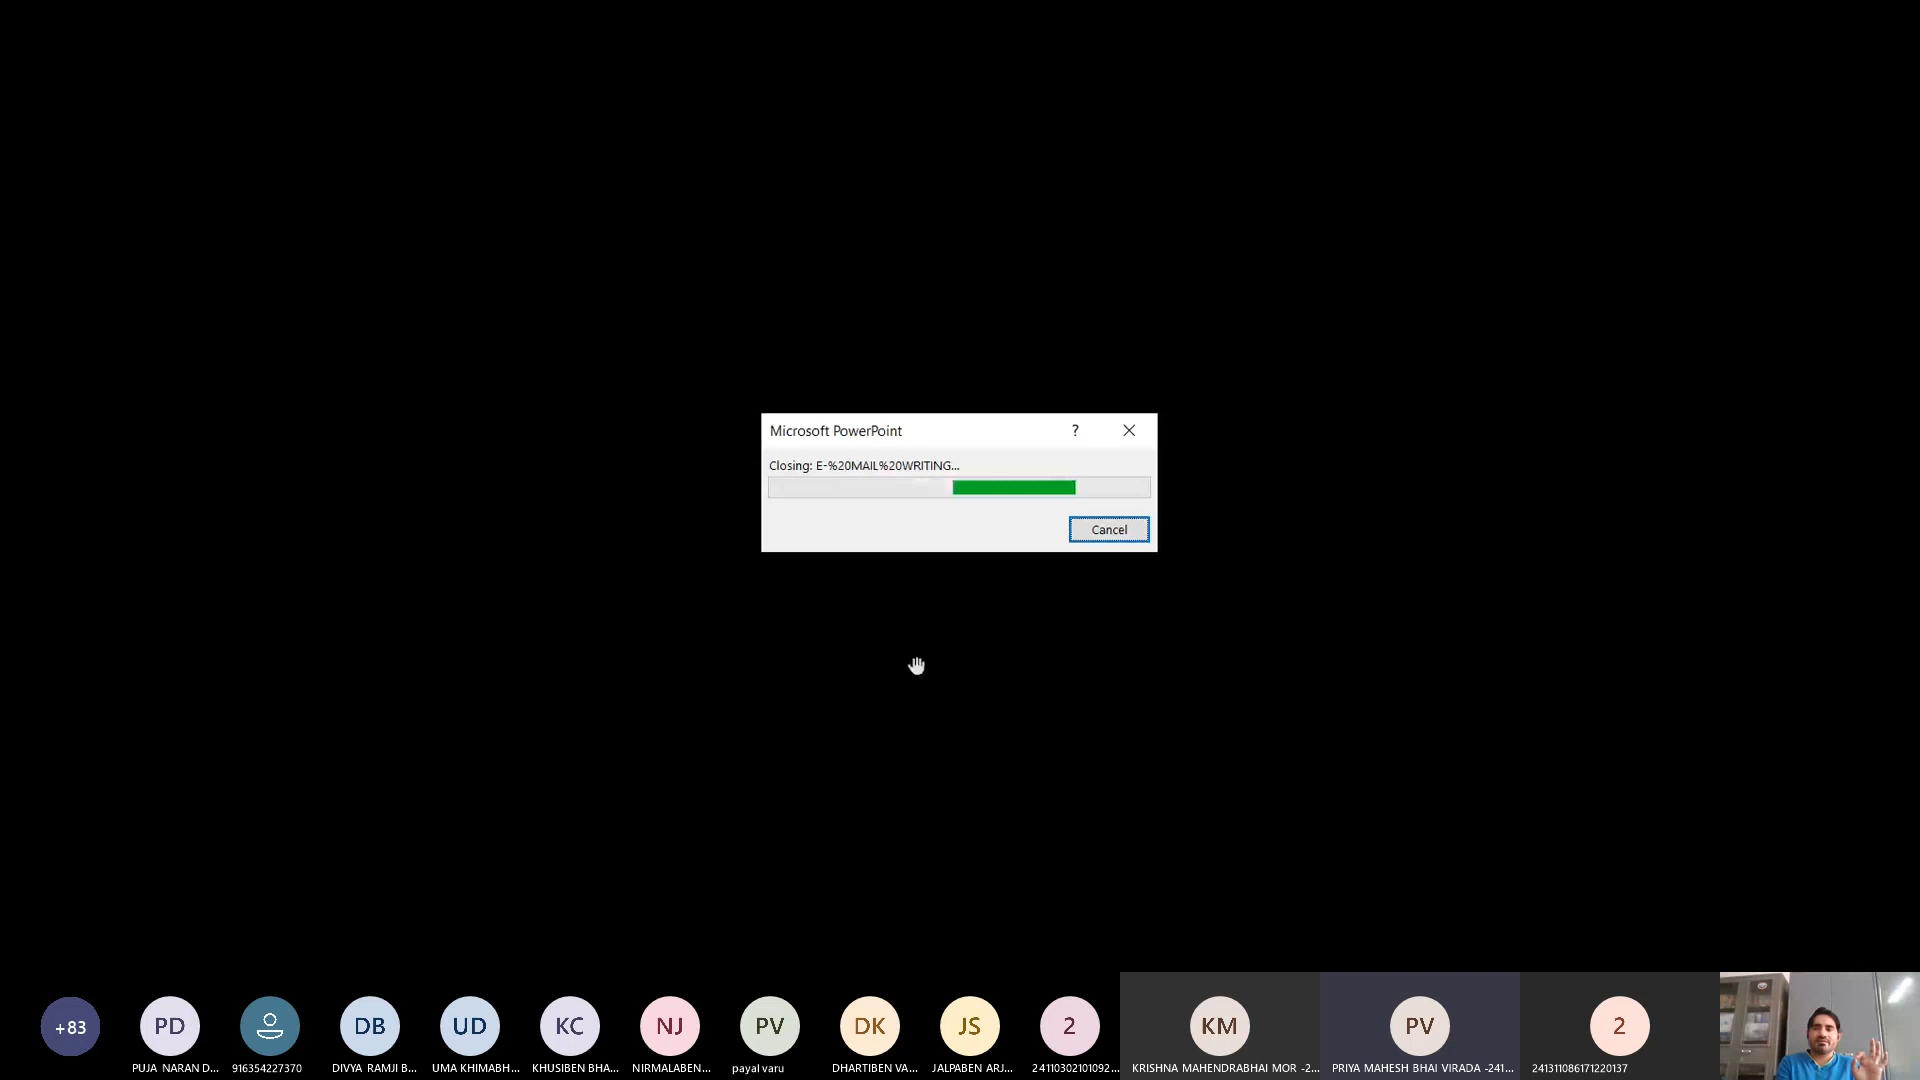 Microsoft PowerPoint
?
Closing: E-%20MAIL%20WRITING...
Cancel
+83
PD
DB
UD
KC
NJ
PV
DK
JS
2
KM
PV
2
PUJA NARAN D...
916354227370
DIVYA RAMJI B...
UMA KHIMABH...
KHUSIBEN BHA...
NIRMALABEN...
payal varu
DHARTIBEN VA...
JALPABEN ARJ...
24110302101092...
KRISHNA MAHENDRABHAI MOR -2...
PRIYA MAHESH BHAI VIRADA -241...
241311086171220137